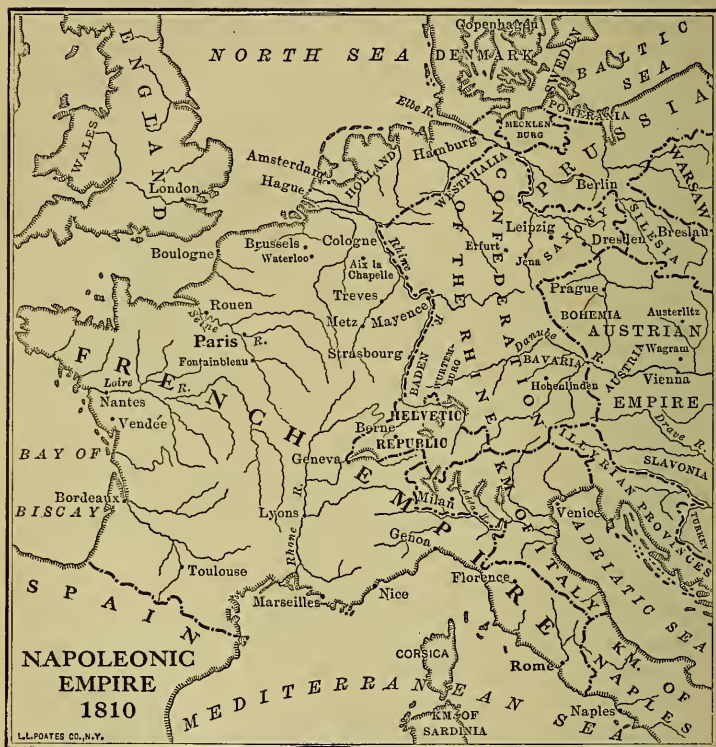 NORTH SEA
ENGLAND
WALES
London
Copenhagen
DENMARK
SWEDEN
BALTIC
SEA
Elbe R.
POMERANIA
MECKLEN
BURG
PRUSSIA
Hamburg
Amsterdam
Hague
HOLLAND
WESTPHALIA
CONFEDERATION
OF THE RHINE
Berlin
WARSAW
SILESIA
Breslau
Leipzig
SAXONY
Dresden
Erfurt
Jena
Boulogne
Brussels
Waterloo
Cologne
Rhine
R.
Aix la
Chapelle
Treves
Metz
Mayence
Strasbourg
Rouen
Seine
R.
Paris
Fontainbleau
FRENCH EMPIRE
Loire
R.
Nantes
Vendée
Prague
BOHEMIA
Austerlitz
AUSTRIAN
Wagram
AUSTRIA
Vienna
EMPIRE
Danube
R.
BAVARIA
BADEN
WURTEM-
BURG
Hohenlinden
Drave R.
HELVETIC
REPUBLIC
Berne
Geneva
ILLYRIAN PROVINCES
SLAVONIA
TURKEY
BAY OF
BISCAY
Bordeaux
Lyons
Rhone R.
Milan
KM. OF
ITALY
Venice
ADRIATIC SEA
Genoa
Toulouse
Marseilles
Nice
Florence
SPAIN
CORSICA
Rome
KM. OF
NAPLES
Naples
KM. OF
SARDINIA
MEDITERRANEAN SEA
NAPOLEONIC
EMPIRE
1810
L.L.POATES CO.,N.Y.